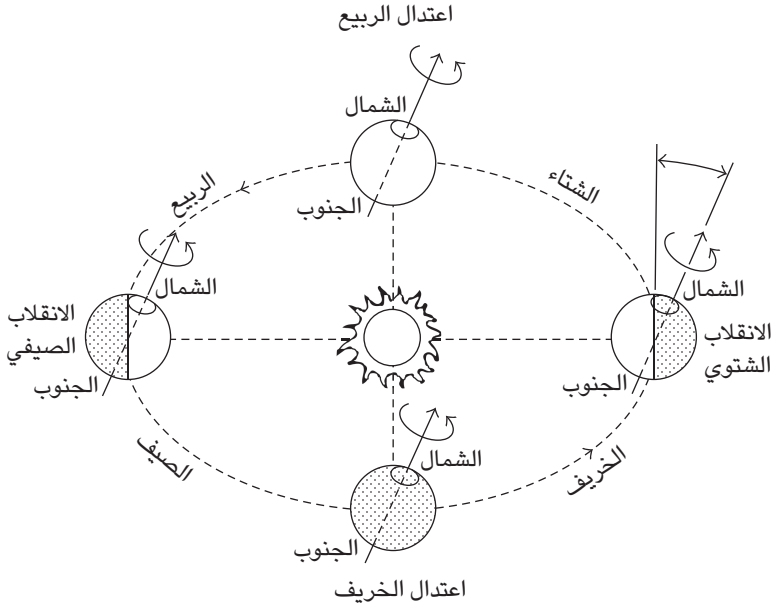 اعتدال الربيع
الشمال
الجنوب
الربيع
الشتاء
الشمال
الانقلاب
الصيفي
الجنوب
الشمال
الانقلاب
الشتوي
الجنوب
الصيف
الخريف
الشمال
الجنوب
اعتدال الخريف